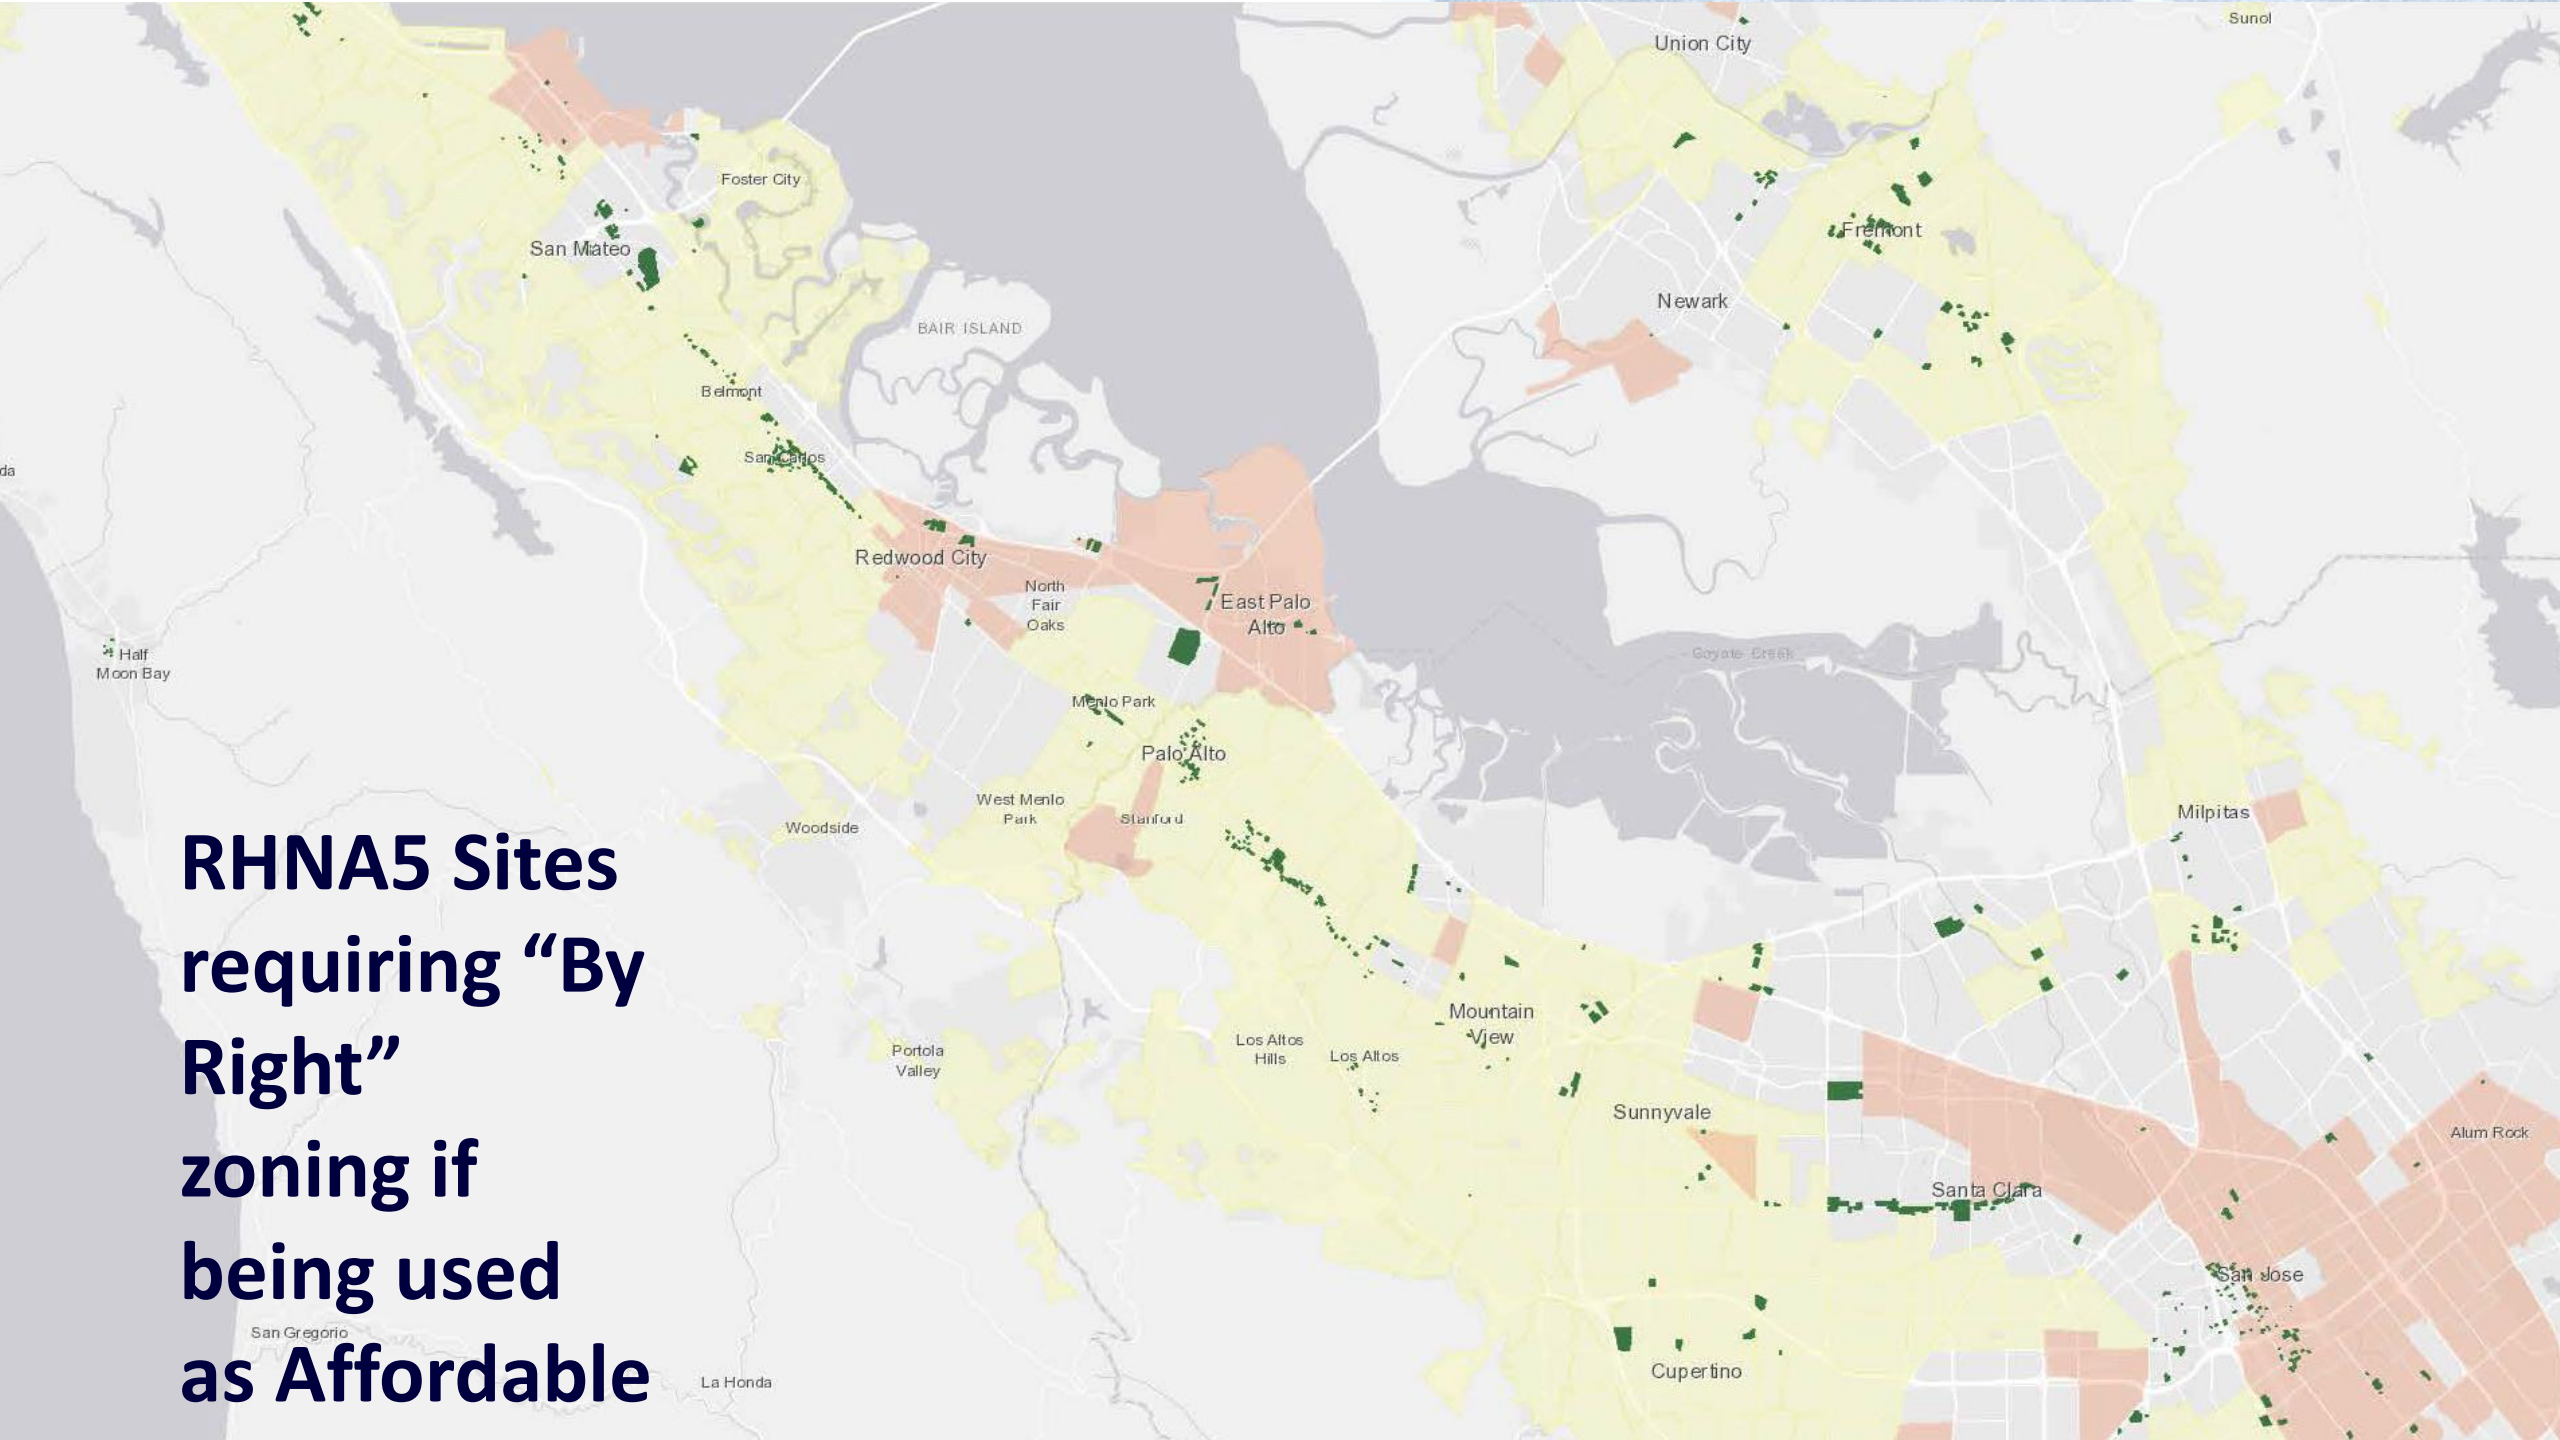 Sunol
Union City
Foster City
San Mateo
Fremont
Newark
BAIR ISLAND
Belmont
San Carlos
da
Redwood City
North
Fair
Oaks
East Palo
Alto
Half
Moon Bay
Coyote Creek
Menlo Park
Palo Alto
West Menlo
Park
Stanford
Woodside
Milpitas
RHNA5 Sites
requiring “By
Right”
zoning if
being used
as Affordable
Mountain
View
Los Altos
Hills
Los Altos
Portola
Valley
Sunnyvale
Alum Rock
Santa Clara
San Jose
San Gregorio
La Honda
Cupertino